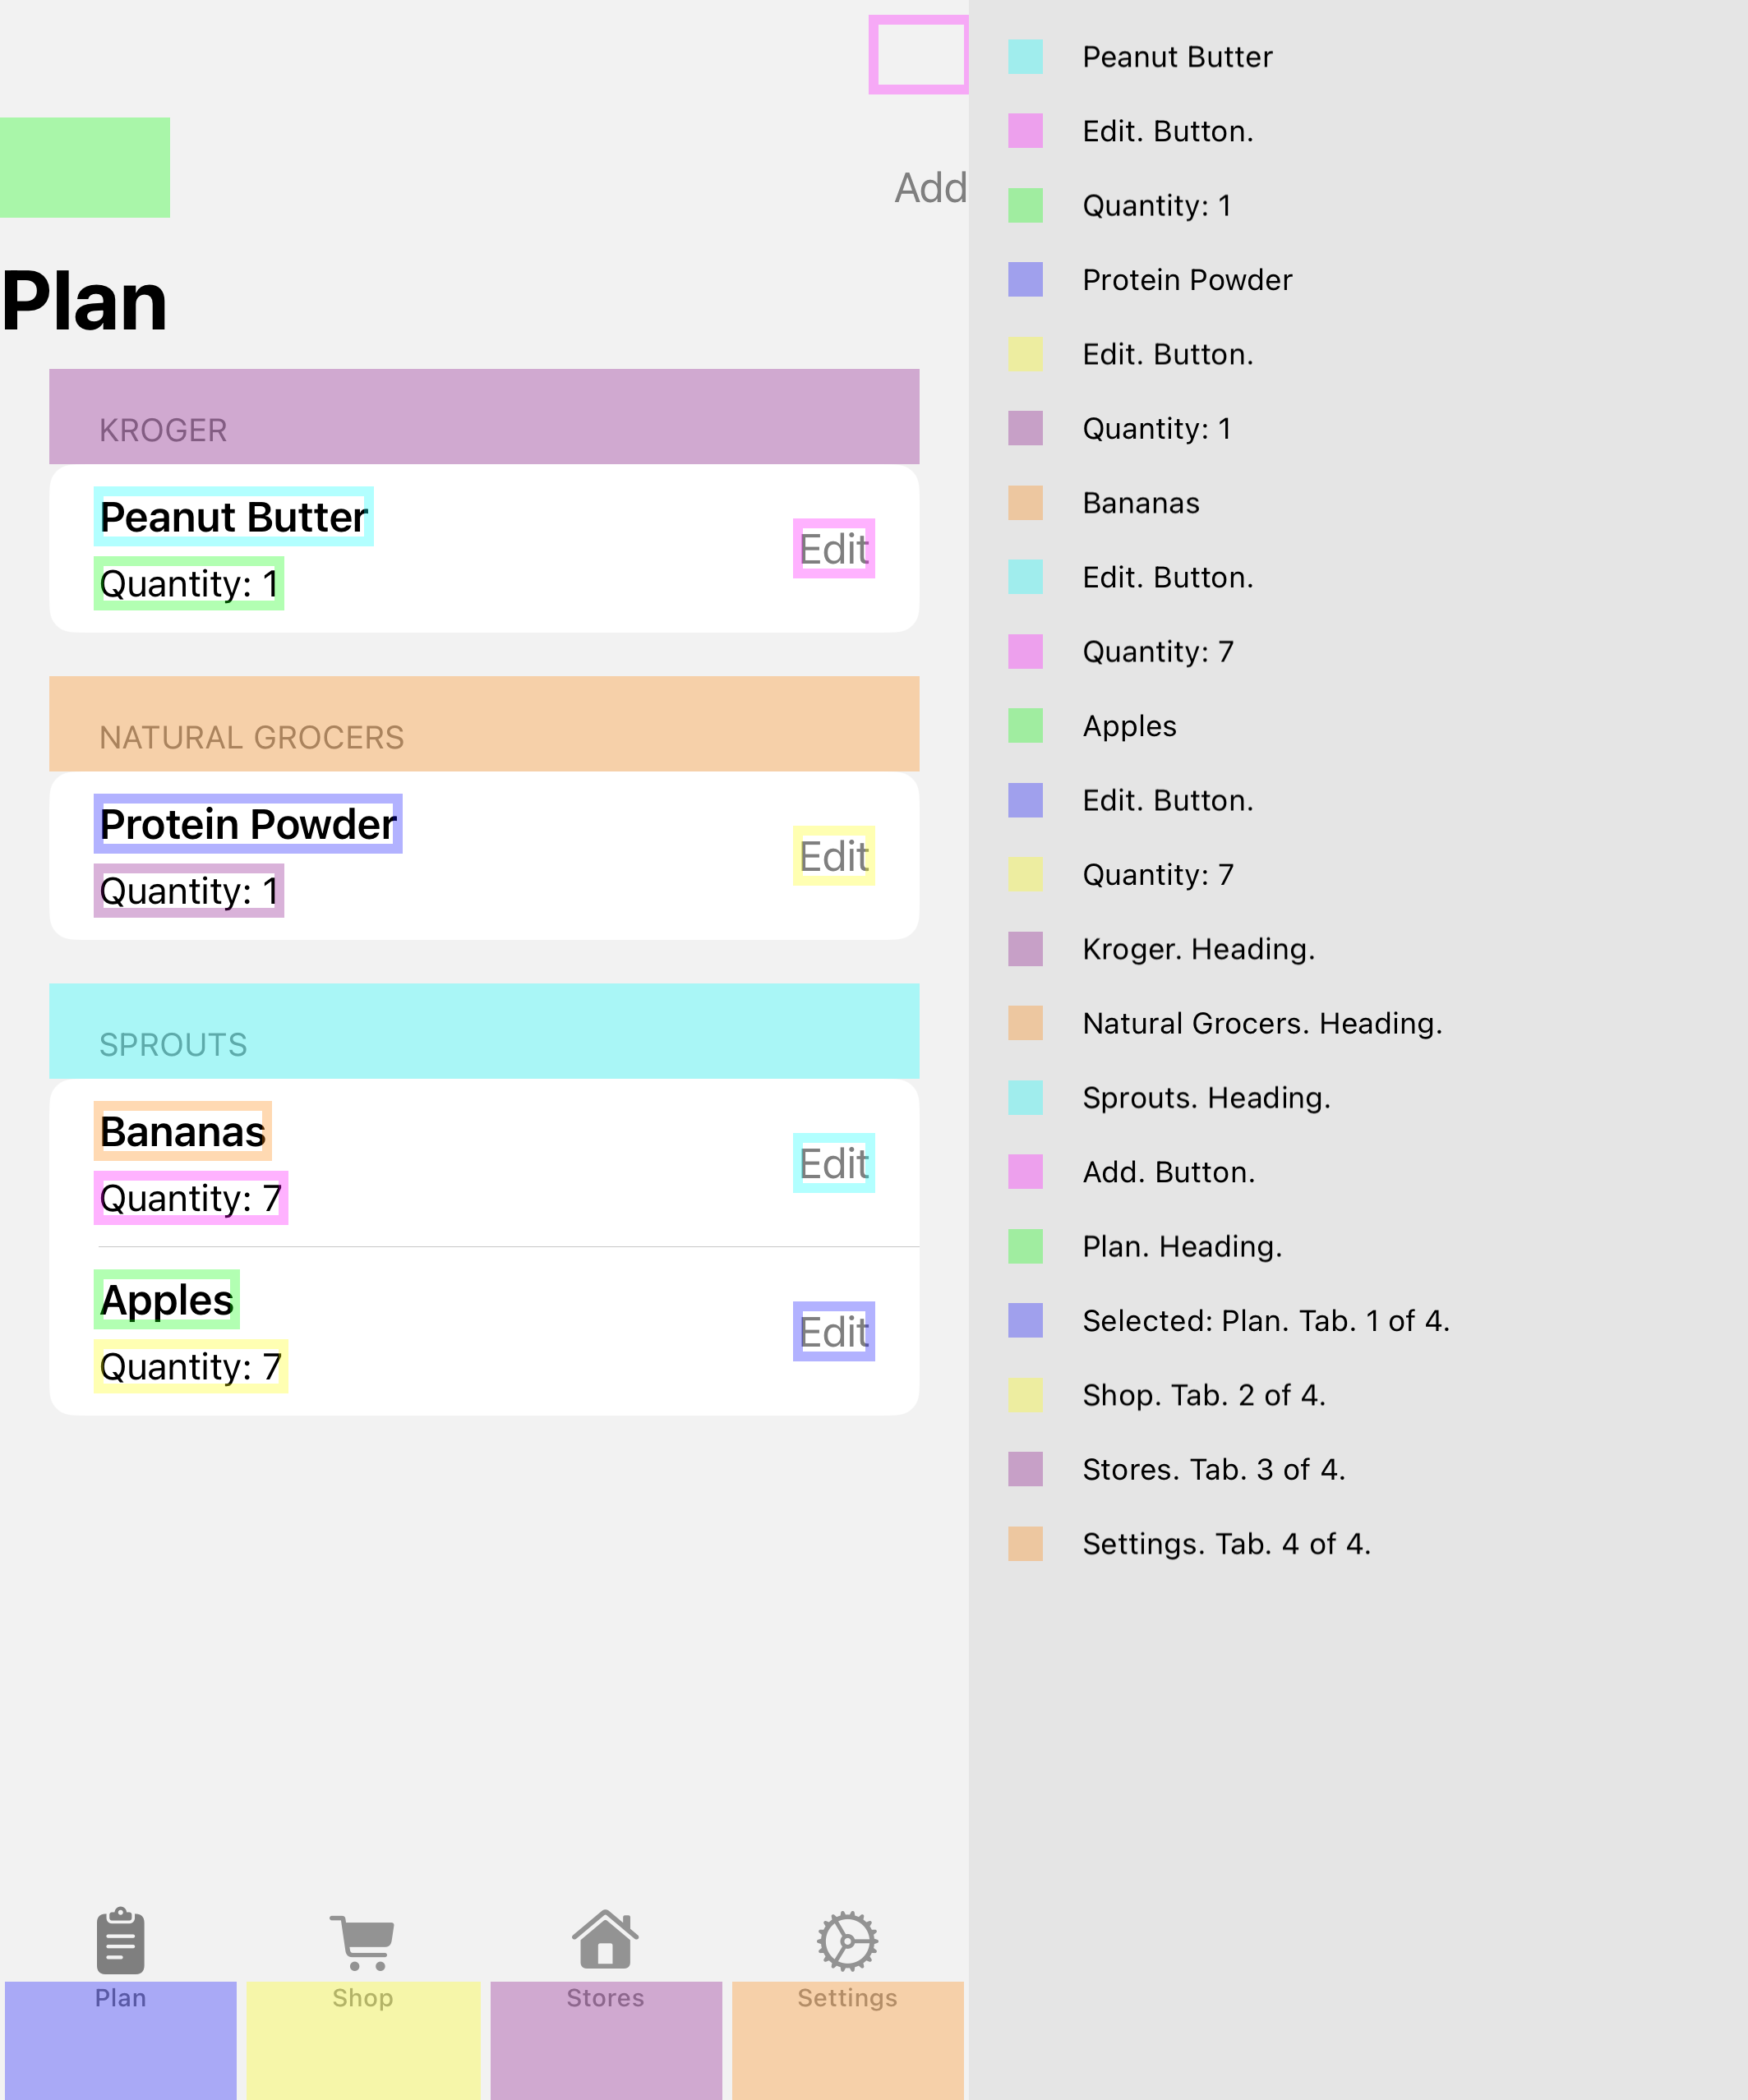 Add
Plan
KROGER
Peanut Butter
Edit
Quantity: 1
NATURAL GROCERS
Protein Powder
Edit
Quantity: 1
SPROUTS
Bananas
Edit
Quantity: 7
Apples
Edit
Quantity: 7
Plan
Shop
Stores
Settings
Peanut Butter
Edit. Button.
Quantity: 1
Protein Powder
Edit. Button.
Quantity: 1
Bananas
Edit. Button.
Quantity: 7
Apples
Edit. Button.
Quantity: 7
Kroger. Heading.
Natural Grocers. Heading.
Sprouts. Heading.
Add. Button.
Plan. Heading.
Selected: Plan. Tab. 1 of 4.
Shop. Tab. 2 of 4.
Stores. Tab. 3 of 4.
Settings. Tab. 4 of 4.